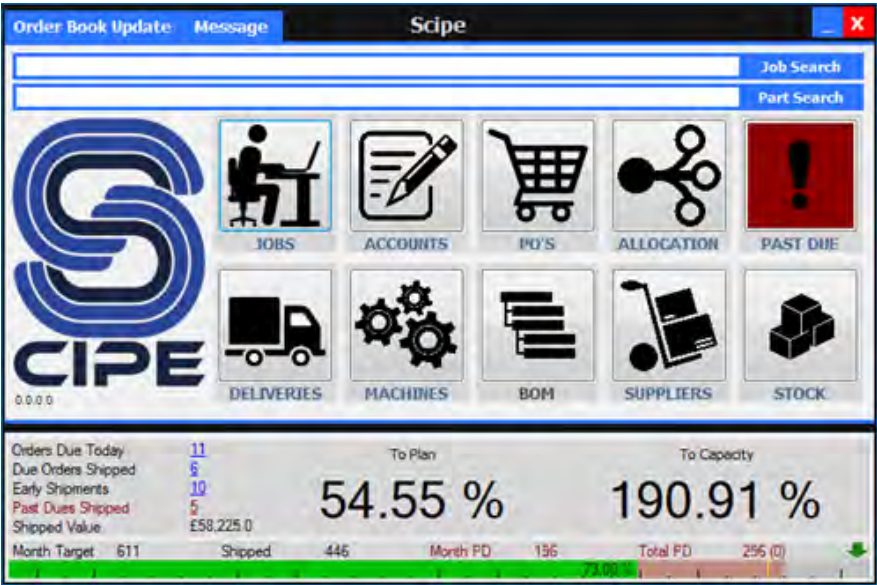 Order Book Update Message Scipe _ X
Job Search
Part Search
JOBS ACCOUNTS PO'S ALLOCATION PAST DUE
SCIPE
DELIVERIES MACHINES BOM SUPPLIERS STOCK
0.0.0.0
Orders Due Today 11
Due Orders Shipped 6
Early Shipments 10
Past Dues Shipped 5
Shipped Value £58,225.0
To Plan To Capacity
54.55 % 190.91 %
Month Target 611 Shipped 446 Month PD 196 Total PD 256 (0)
73.00 %